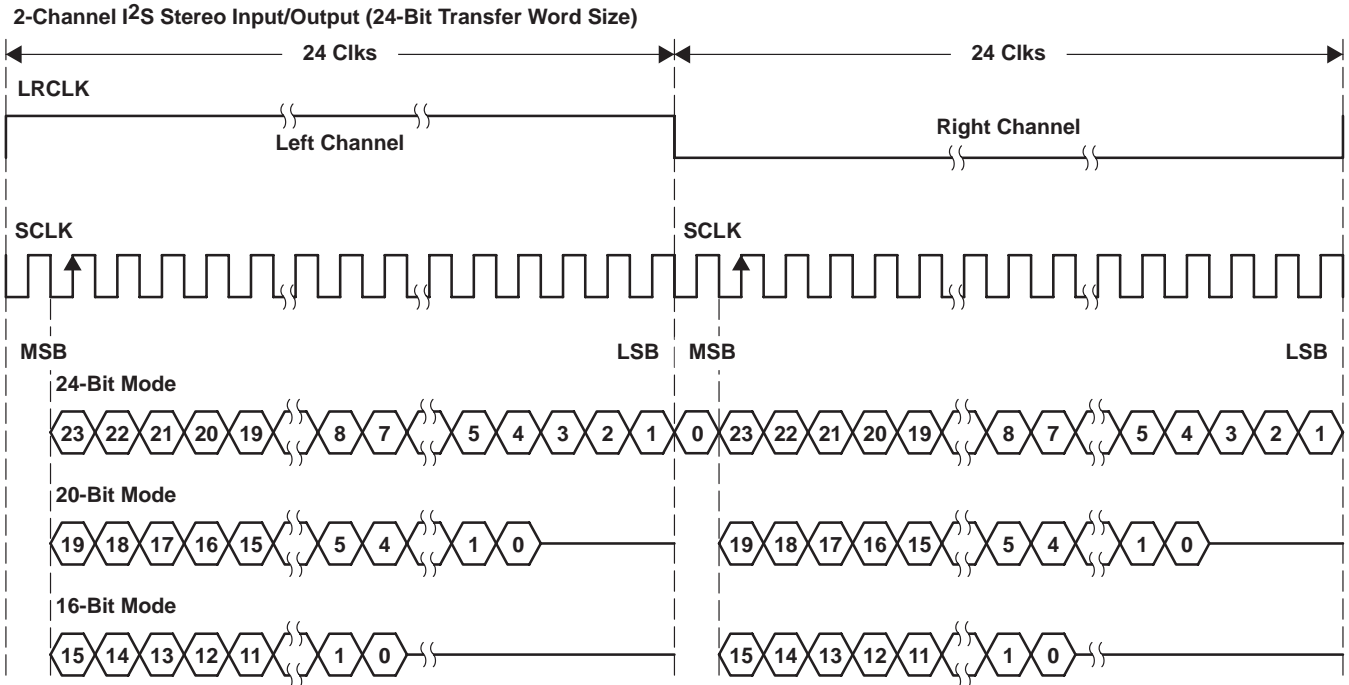 2-Channel I2S Stereo Input/Output (24-Bit Transfer Word Size)
24 Clks 24 Clks
LRCLK
Left Channel Right Channel
SCLK SCLK
MSB LSB MSB LSB
24-Bit Mode
23 22 21 20 19 8 7 5 4 3 2 1 0 23 22 21 20 19 8 7 5 4 3 2 1
20-Bit Mode
19 18 17 16 15 5 4 1 0 19 18 17 16 15 5 4 1 0
16-Bit Mode
15 14 13 12 11 1 0 15 14 13 12 11 1 0